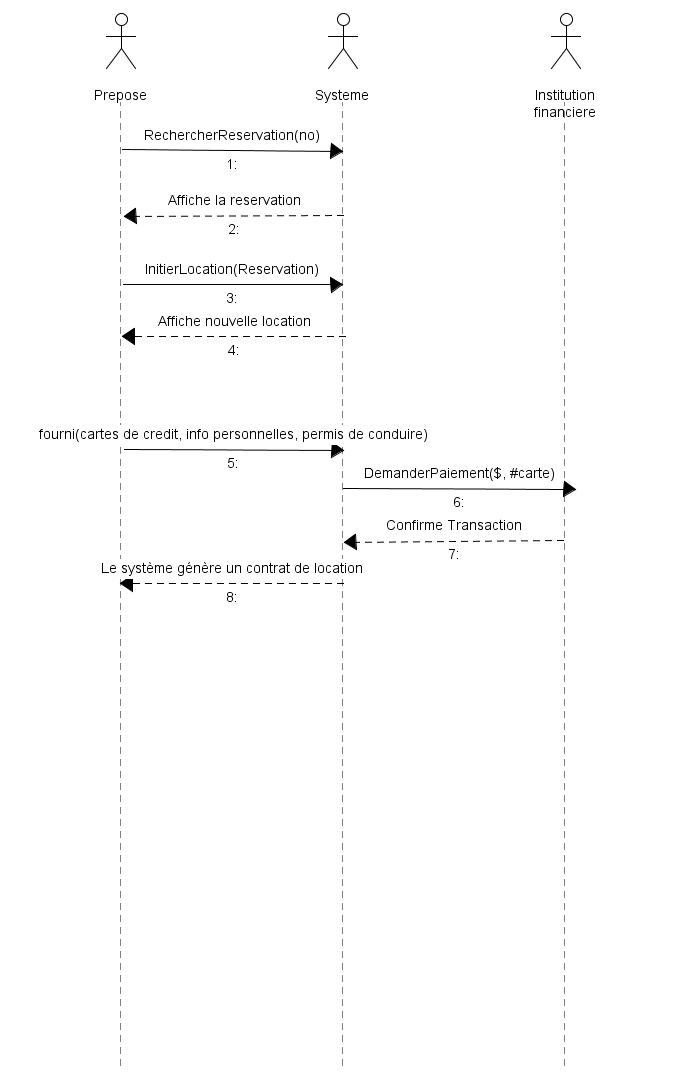 Prepose
Systeme
Institution
financiere
RechercherReservation(no)
1:
Affiche la reservation
2:
InitierLocation(Reservation)
3:
Affiche nouvelle location
4:
fourni(cartes de credit, info personnelles, permis de conduire)
5:
DemanderPaiement($, #carte)
6:
Confirme Transaction
7:
Le système génère un contrat de location
8: